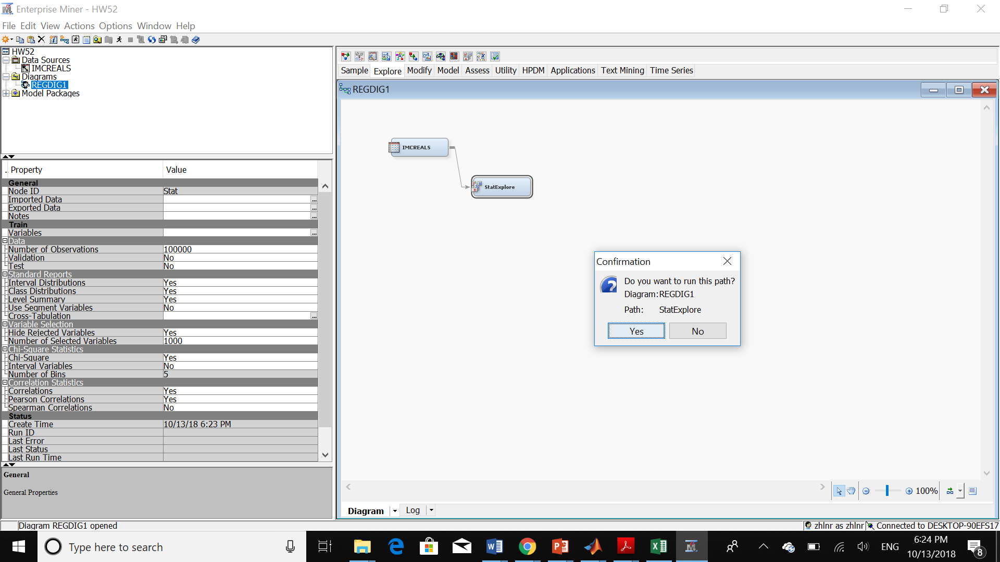 Enterprise Miner - HW52
File Edit View Actions Options Window Help
HW52
Data Sources
IMCREALS
Diagrams
REGDIG1
Model Packages
Sample Explore Modify Model Assess Utility HPDM Applications Text Mining Time Series
REGDIG1
IMCREALS
StatExplore
.. Property Value
General
Node ID Stat
Imported Data ...
Exported Data ...
Notes ...
Train
Variables ...
Data
Number of Observations 100000
Validation No
Test No
Standard Reports
Interval Distributions Yes
Class Distributions Yes
Level Summary Yes
Use Segment Variables No
Cross-Tabulation ...
Variable Selection
Hide Rejected Variables Yes
Number of Selected Variables 1000
Chi-Square Statistics
Chi-Square Yes
Interval Variables No
Number of Bins 5
Correlation Statistics
Correlations Yes
Pearson Correlations Yes
Spearman Correlations No
Status
Create Time 10/13/18 6:23 PM
Run ID
Last Error
Last Status
Last Run Time
General
General Properties
Confirmation
Do you want to run this path?
Diagram: REGDIG1
Path: StatExplore
Yes No
100%
Diagram Log
Diagram REGDIG1 opened
zhlnr as zhlnr Connected to DESKTOP-90EFS17
Type here to search
ENG
6:24 PM
10/13/2018
8